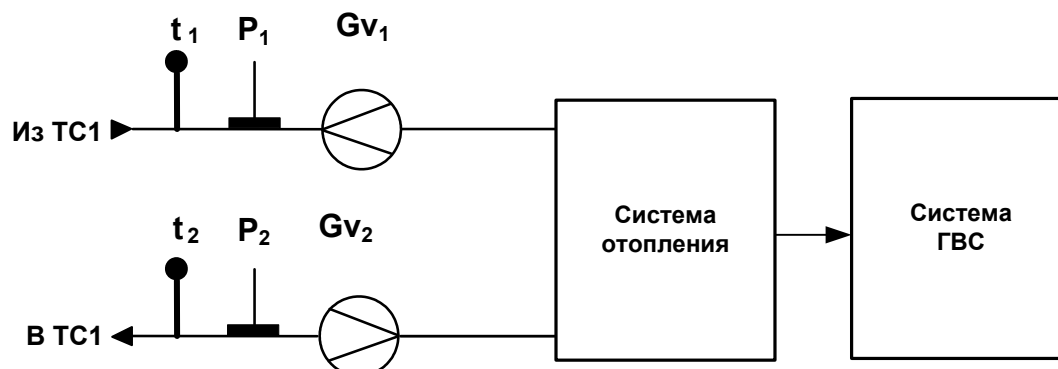 t 1 P1 Gv1
Из ТС1
Система
отопления
Система
ГВС
t 2 P2 Gv2
В ТС1